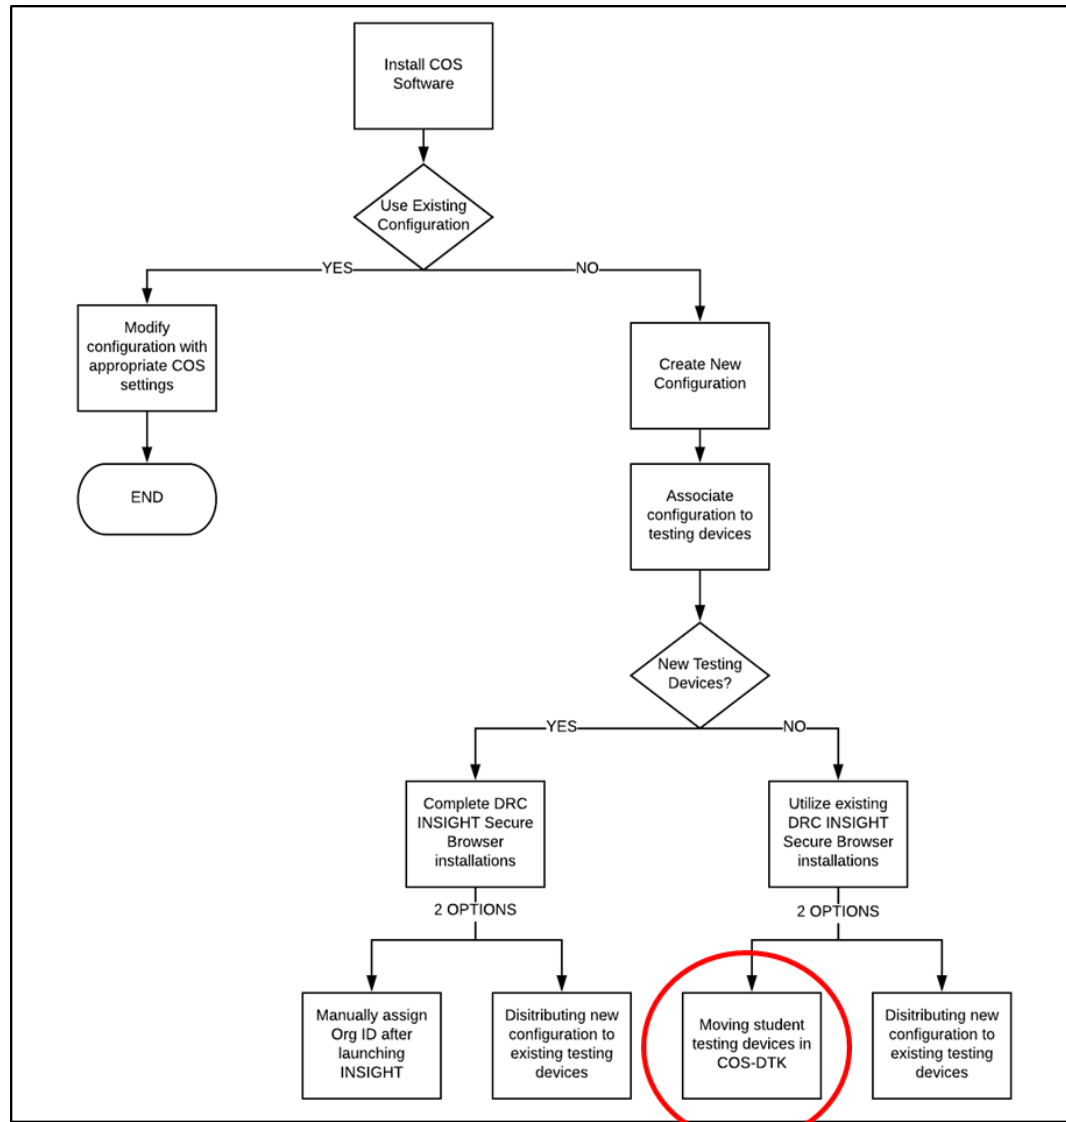 Install COS
Software
Use Existing
Configuration
YES
NO
Modify
configuration with
appropriate COS
settings
Create New
Configuration
END
Associate
configuration to
testing devices
New Testing
Devices?
YES
NO
Complete DRC
INSIGHT Secure
Browser
installations
Utilize existing
DRC INSIGHT
Secure Browser
installations
2 OPTIONS
2 OPTIONS
Manually assign
Org ID after
launching
INSIGHT
Disitributing new
configuration to
existing testing
devices
Moving student
testing devices in
COS-DTK
Disitributing new
configuration to
existing testing
devices